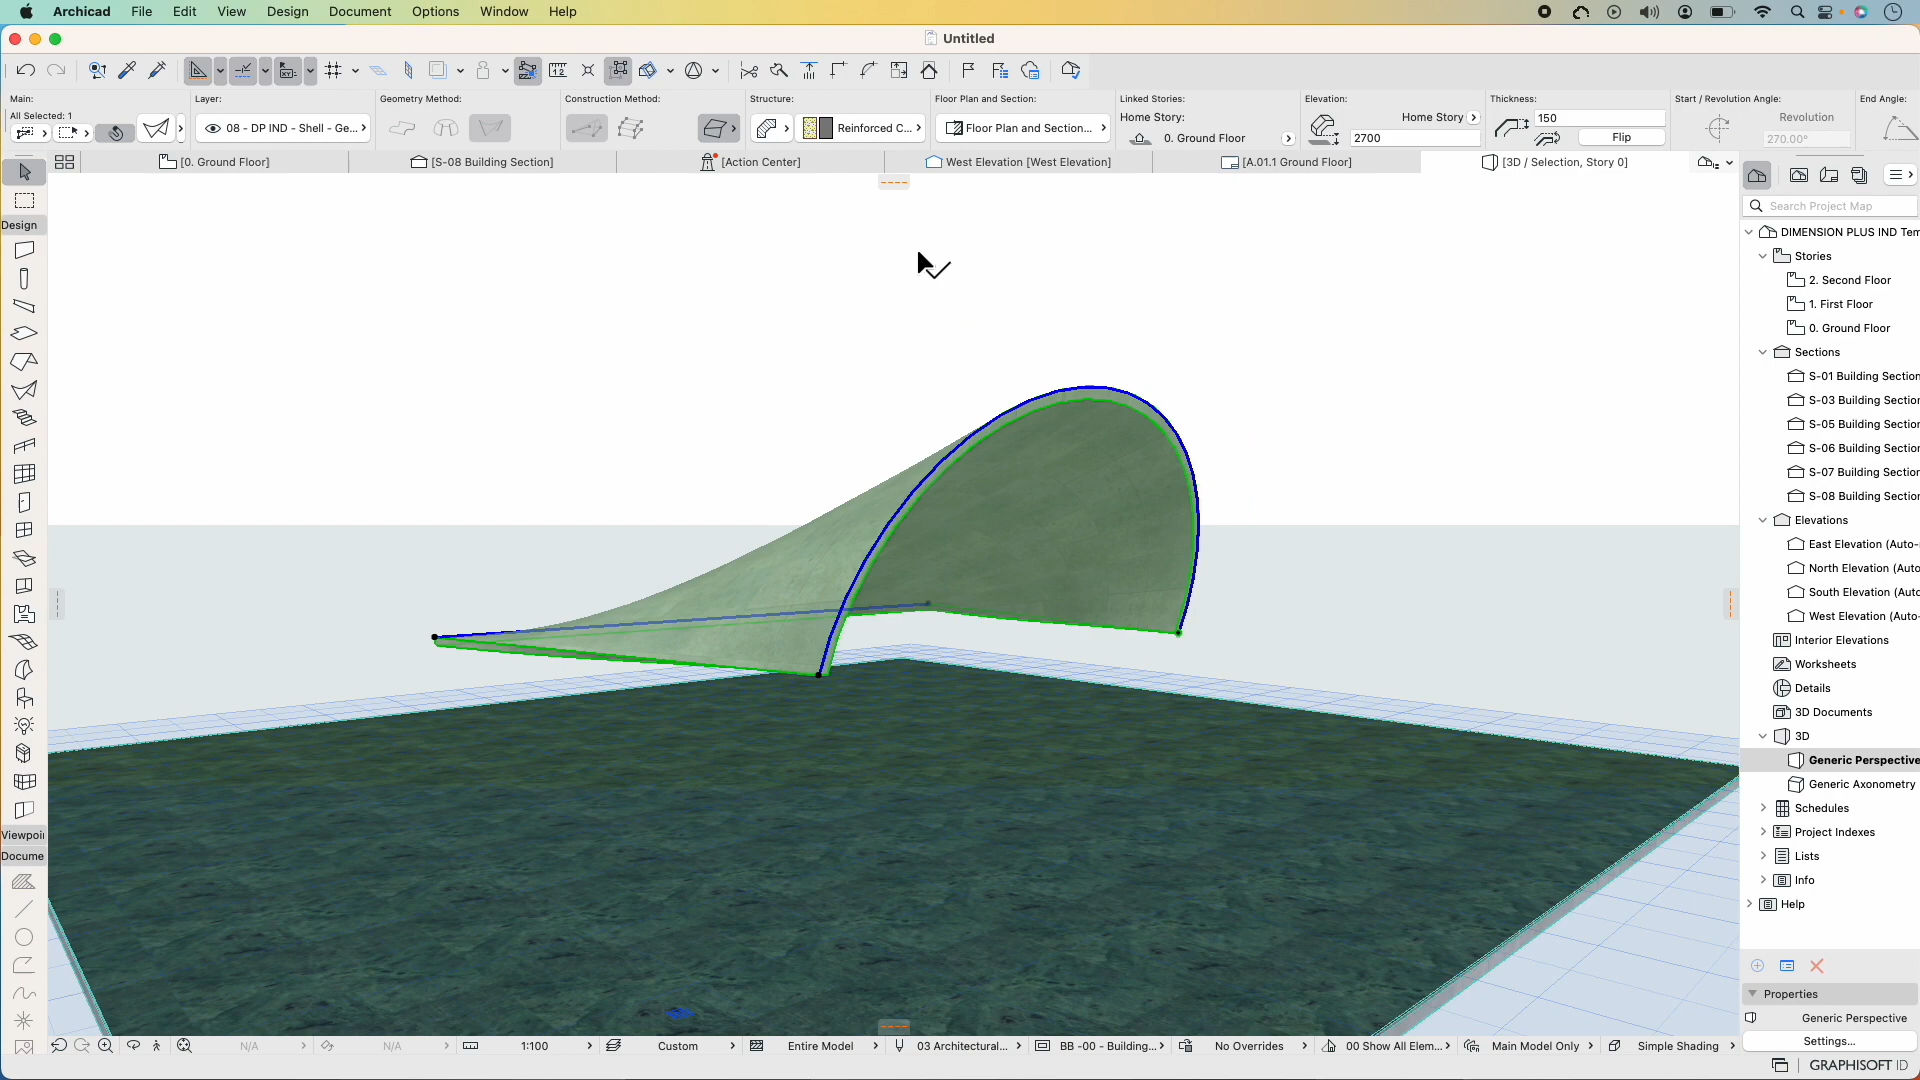 Archicad File Edit View Design Document Options Window Help
Untitled
Main:
All Selected: 1
Layer:
08 - DP IND - Shell - Ge...
Geometry Method:
Construction Method:
Structure:
Reinforced C...
Floor Plan and Section:
Floor Plan and Section...
Linked Stories:
Home Story:
0. Ground Floor
Elevation:
Home Story
2700
Thickness:
150
Flip
Start / Revolution Angle:
Revolution
270.00°
End Angle:
[0. Ground Floor]
[S-08 Building Section]
[Action Center]
West Elevation [West Elevation]
[A.01.1 Ground Floor]
[3D / Selection, Story 0]
Design
Viewpoi
Docume
Search Project Map
DIMENSION PLUS IND Tem
Stories
2. Second Floor
1. First Floor
0. Ground Floor
Sections
S-01 Building Section
S-03 Building Section
S-05 Building Section
S-06 Building Section
S-07 Building Section
S-08 Building Section
Elevations
East Elevation (Auto-
North Elevation (Auto
South Elevation (Auto
West Elevation (Auto-
Interior Elevations
Worksheets
Details
3D Documents
3D
Generic Perspective
Generic Axonometry
Schedules
Project Indexes
Lists
Info
Help
Properties
Generic Perspective
Settings...
N/A
N/A
1:100
Custom
Entire Model
03 Architectural...
BB -00 - Building...
No Overrides
00 Show All Elem...
Main Model Only
Simple Shading
GRAPHISOFT ID